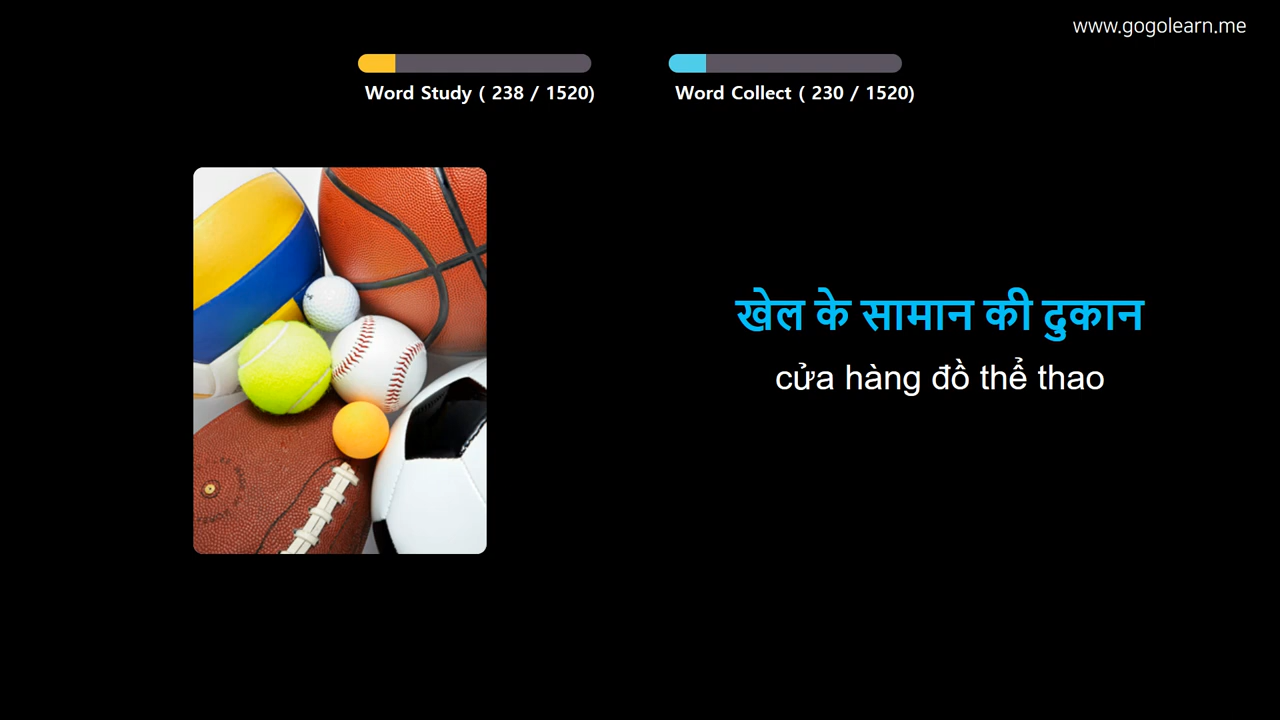 www.gogolearn.me
Word Study ( 238 / 1520)
Word Collect ( 230 / 1520)
खेल के सामान की दुकान
cửa hàng đồ thể thao